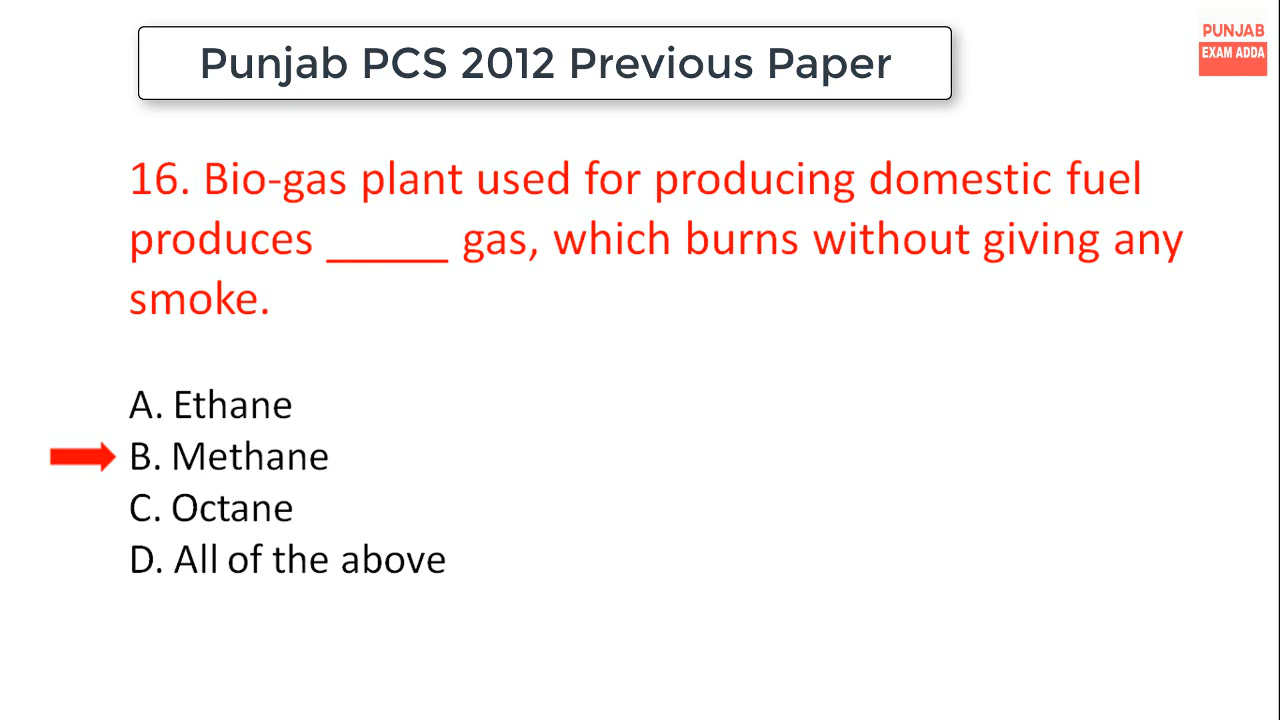 PUNJAB
EXAM ADDA
Punjab PCS 2012 Previous Paper
16. Bio-gas plant used for producing domestic fuel
produces _____ gas, which burns without giving any
smoke.
A. Ethane
B. Methane
C. Octane
D. All of the above